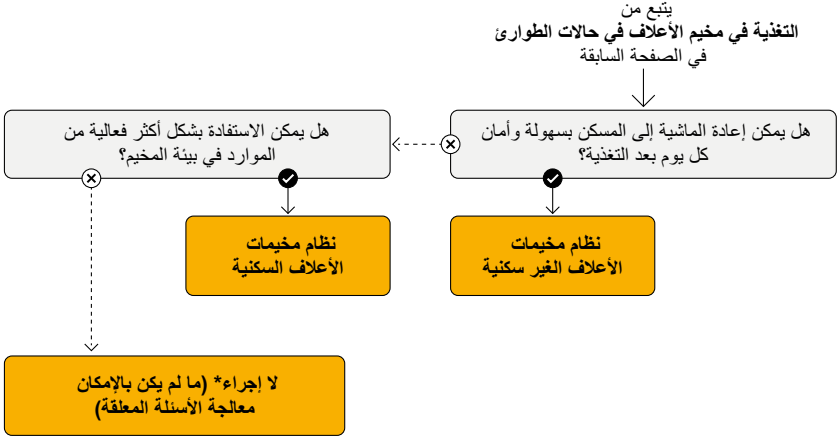 يتبع من
التغذية في مخيم الأعلاف في حالات الطوارئ
في الصفحة السابقة
هل يمكن إعادة الماشية إلى المسكن بسهولة وأمان
كل يوم بعد التغذية؟
هل يمكن الاستفادة بشكل أكثر فعالية من
الموارد في بيئة المخيم؟
نظام مخيمات
الأعلاف الغير سكنية
نظام مخيمات
الأعلاف السكنية
لا إجراء* (ما لم يكن بالإمكان
معالجة الأسئلة المعلقة)